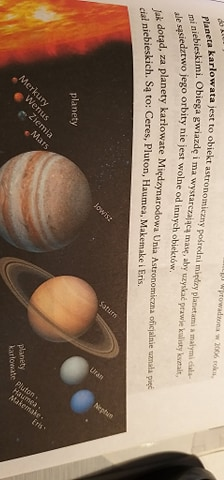 wprowadzona w 2006 roku.
Planeta karłowata jest to obiekt astronomiczny pośredni między planetami a małymi ciała-
mi niebieskimi. Obiega gwiazdę i ma wystarczającą masę, aby uzyskać prawie kulisty kształt,
ale sąsiedztwo jego orbity nie jest wolne od innych obiektów.
Jak dotąd, za planety karłowate Międzynarodowa Unia Astronomiczna oficjalnie uznała pięć
ciał niebieskich. Są to: Ceres, Pluton, Haumea, Makemake i Eris.
planety
Merkury
Wenus
Ziemia
Mars
Jowisz
Saturn
Uran
Neptun
planety
karłowate
Pluton
Haumea
Makemake
Eris